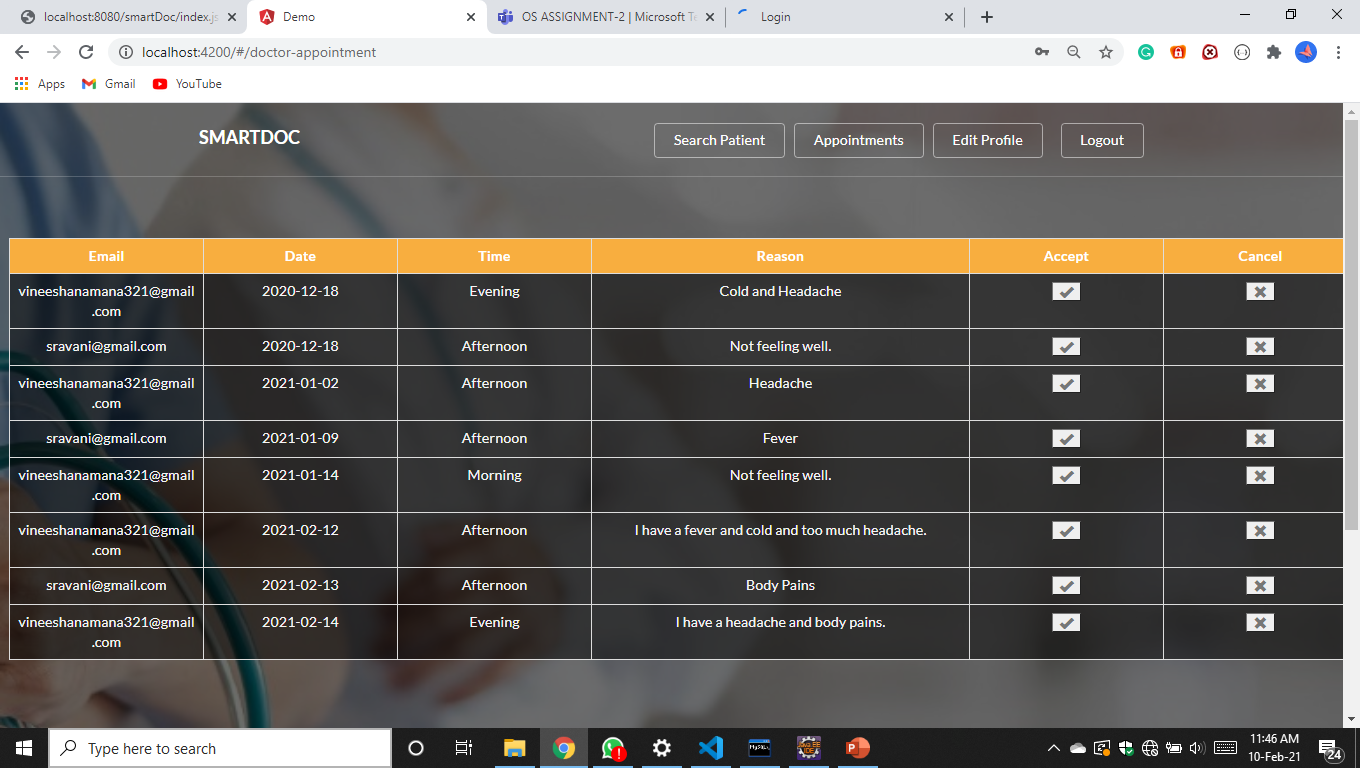 localhost:8080/smartDoc/index.js
Demo
OS ASSIGNMENT-2 | Microsoft Te
Login
localhost:4200/#/doctor-appointment
Apps
Gmail
YouTube
SMARTDOC
Search Patient
Appointments
Edit Profile
Logout
Email Date Time Reason Accept Cancel
vineeshanamana321@gmail 2020-12-18 Evening Cold and Headache
.com
sravani@gmail.com 2020-12-18 Afternoon Not feeling well.
vineeshanamana321@gmail 2021-01-02 Afternoon Headache
.com
sravani@gmail.com 2021-01-09 Afternoon Fever
vineeshanamana321@gmail 2021-01-14 Morning Not feeling well.
.com
vineeshanamana321@gmail 2021-02-12 Afternoon I have a fever and cold and too much headache.
.com
sravani@gmail.com 2021-02-13 Afternoon Body Pains
vineeshanamana321@gmail 2021-02-14 Evening I have a headache and body pains.
.com
Type here to search
MySQL
Java EE
IDE
11:46 AM
10-Feb-21
24